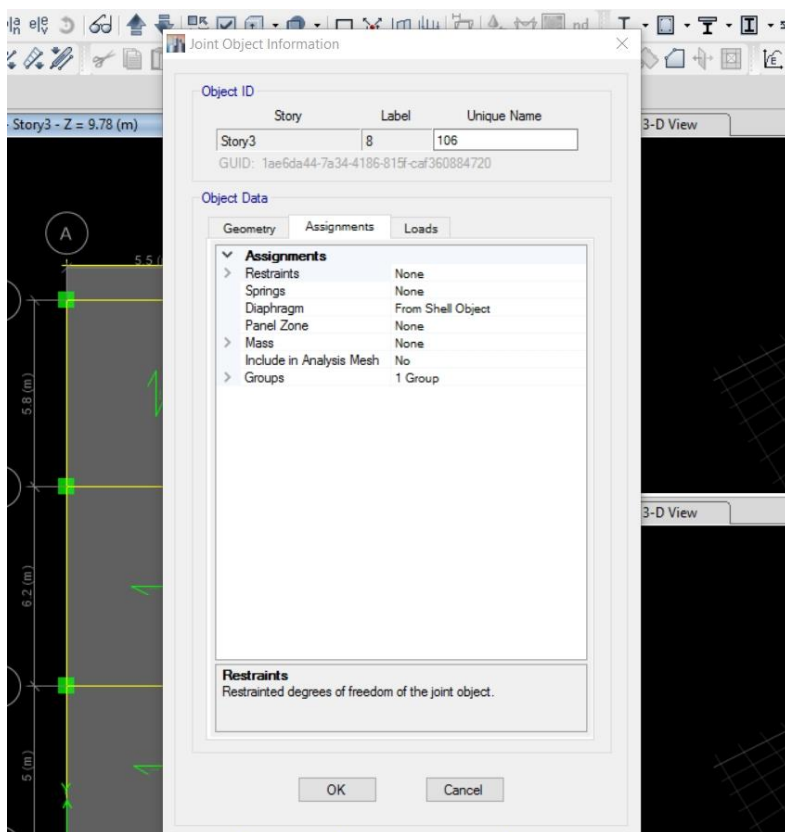 nd
Joint Object Information
Object ID
Story Label Unique Name
Story3 8 106
GUID: 1ae6da44-7a34-4186-815f-caf360884720
Story3 - Z = 9.78 (m)
3-D View
Object Data
Geometry Assignments Loads
A
5.5 (
Assignments
Restraints None
Springs None
Diaphragm From Shell Object
Panel Zone None
Mass None
Include in Analysis Mesh No
Groups 1 Group
5.8 (m)
3-D View
6.2 (m)
Restraints
Restrainted degrees of freedom of the joint object.
5 (m)
Y
OK Cancel